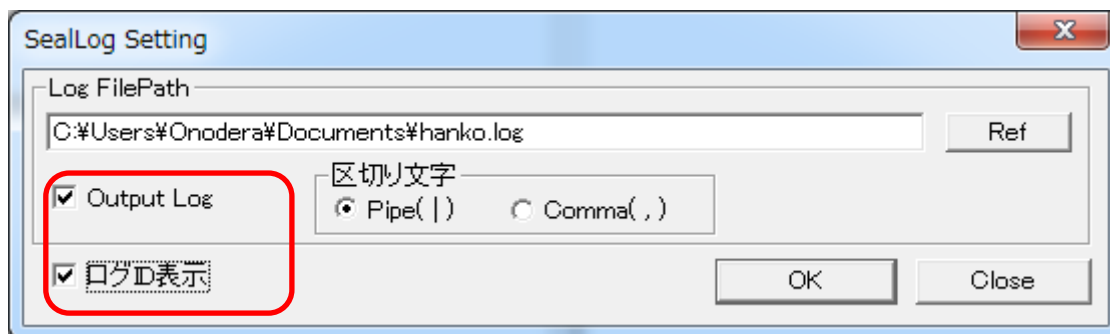 SealLog Setting
Log FilePath
C:¥Users¥Onodera¥Documents¥hanko.log
Ref
Output Log
区切り文字
Pipe( | )
Comma( , )
ログID表示
OK
Close